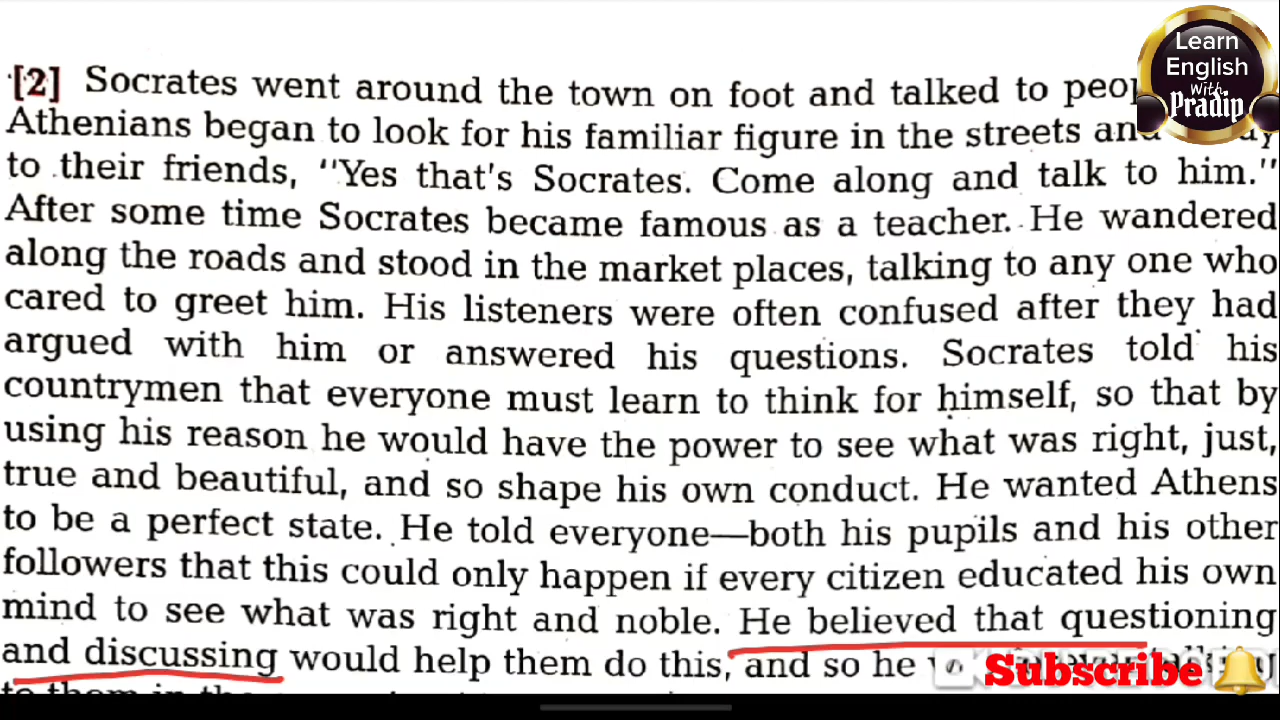 Learn
English
With
Pradip
[2] Socrates went around the town on foot and talked to
Athenians began to look for his familiar figure in the streets
to their friends, "Yes that's Socrates. Come along and talk to him."
After some time Socrates became famous as a teacher. He wandered
along the roads and stood in the market places, talking to any one who
cared to greet him. His listeners were often confused after they had
argued with him or answered his questions. Socrates told his
countrymen that everyone must learn to think for himself, so that by
using his reason he would have the power to see what was right, just,
true and beautiful, and so shape his own conduct. He wanted Athens
to be a perfect state. He told everyone—both his pupils and his other
followers that this could only happen if every citizen educated his own
mind to see what was right and noble. He believed that questioning
and discussing would help them do this, and so he
Subscribe